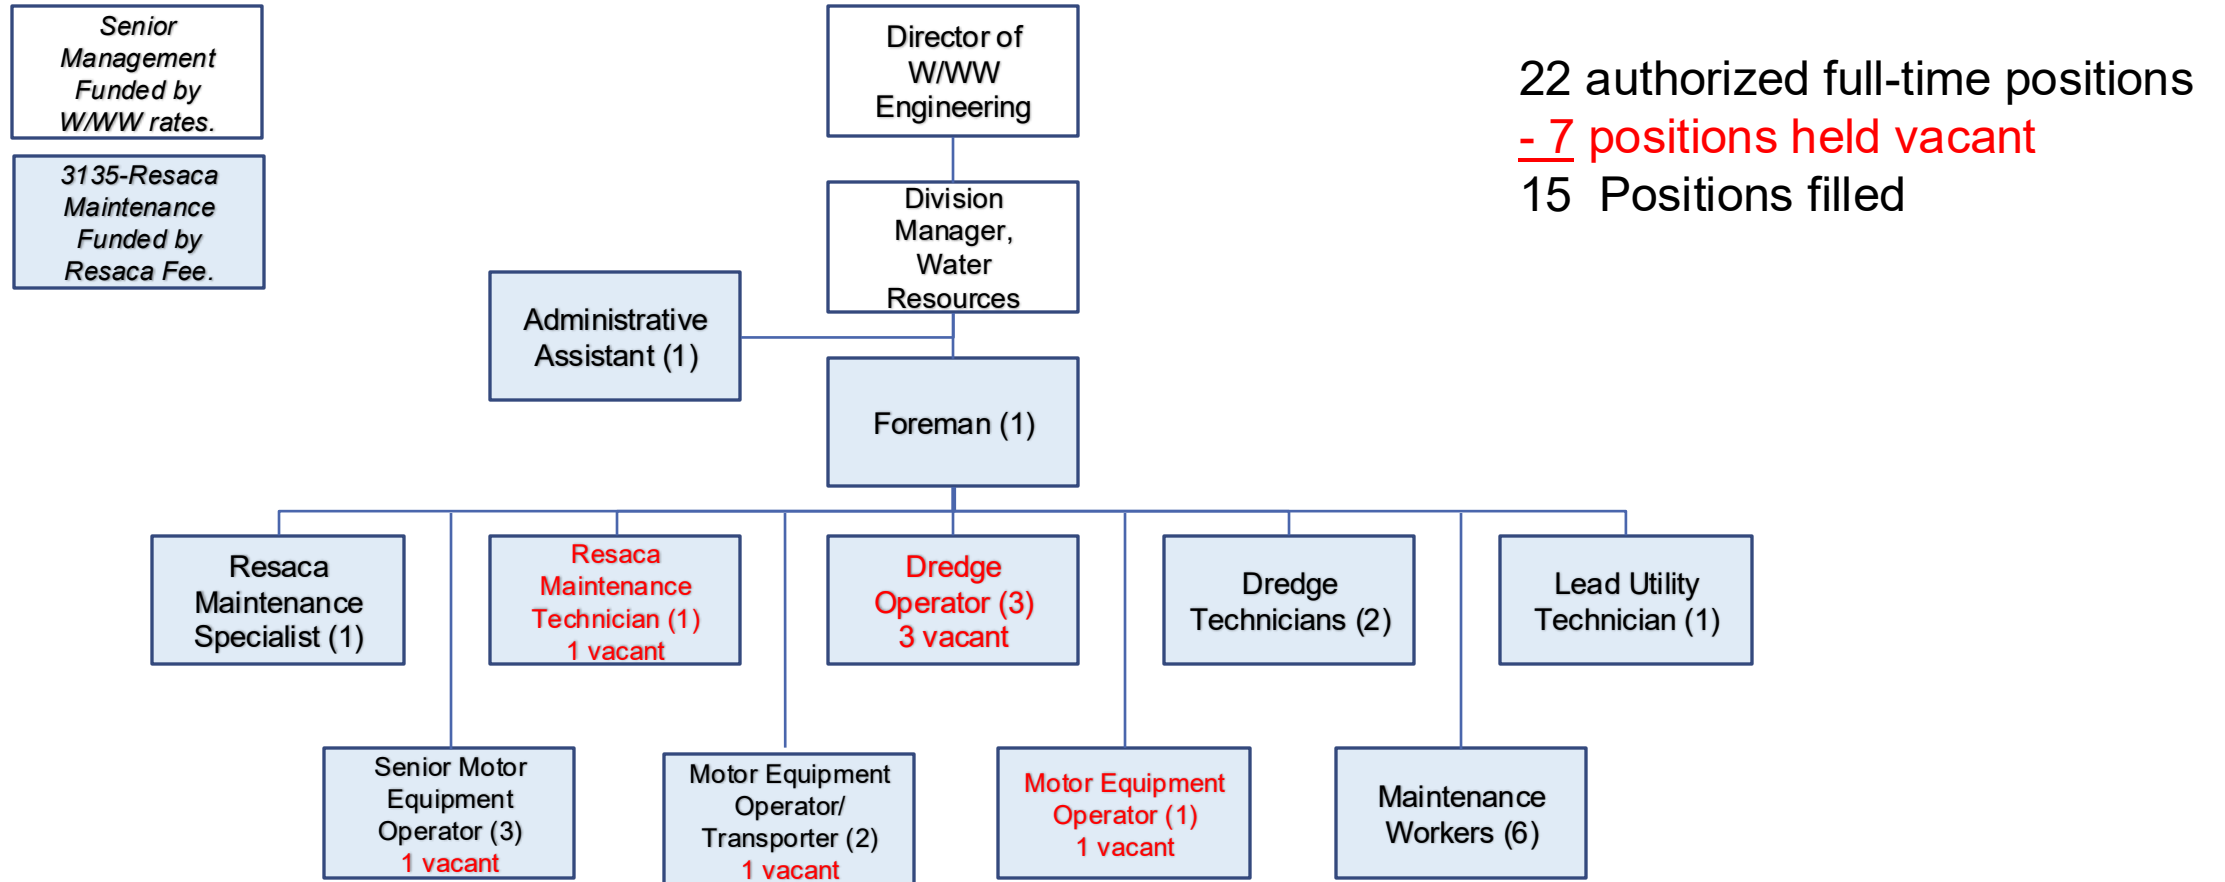 Senior
Management
Funded by
W/WW rates.
3135-Resaca
Maintenance
Funded by
Resaca Fee.
Director of
W/WW
Engineering
22 authorized full-time positions
- 7 positions held vacant
15 Positions filled
Division
Manager,
Water
Resources
Administrative
Assistant (1)
Foreman (1)
Resaca
Maintenance
Specialist (1)
Resaca
Maintenance
Technician (1)
1 vacant
Dredge
Operator (3)
3 vacant
Dredge
Technicians (2)
Lead Utility
Technician (1)
Senior Motor
Equipment
Operator (3)
1 vacant
Motor Equipment
Operator/
Transporter (2)
1 vacant
Motor Equipment
Operator (1)
1 vacant
Maintenance
Workers (6)